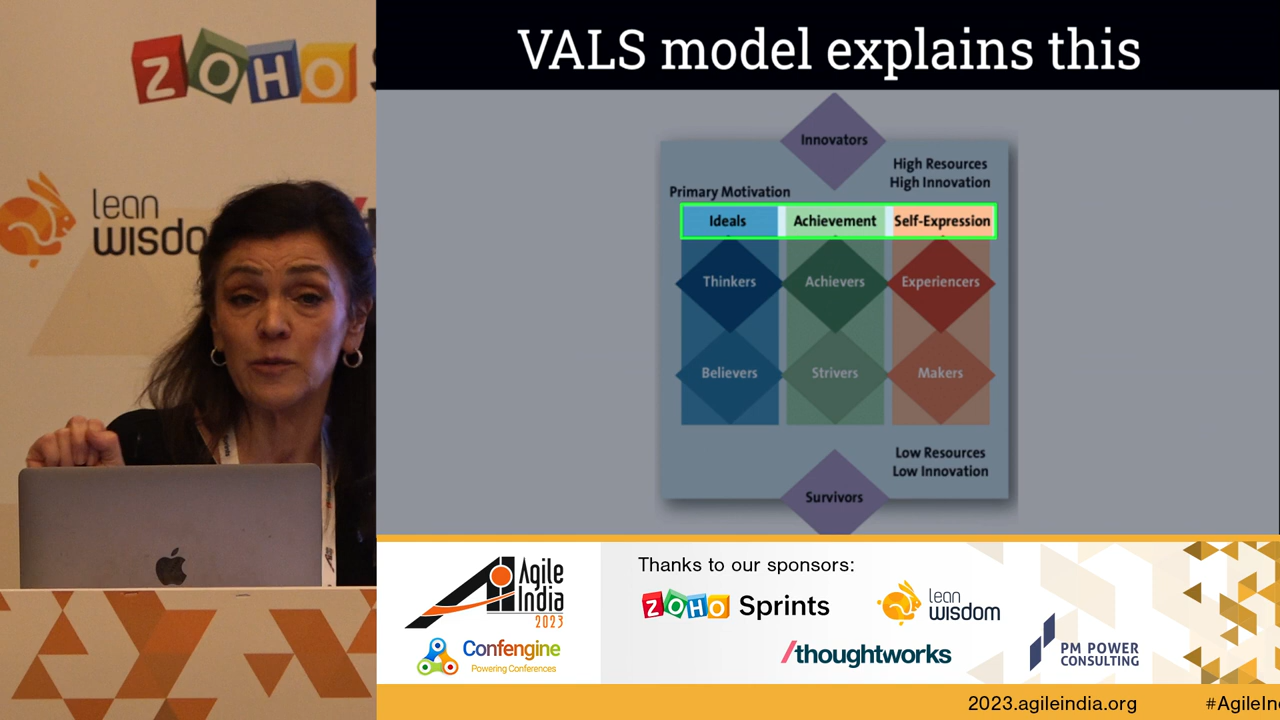 ZOHO S
lean
wisdo
VALS model explains this
Innovators
High Resources
High Innovation
Primary Motivation
Ideals
Achievement
Self-Expression
Thinkers
Achievers
Experiencers
Believers
Strivers
Makers
Low Resources
Low Innovation
Survivors
Agile
India
2023
Confengine
Powering Conferences
Thanks to our sponsors:
ZOHO Sprints
lean
wisdom
/thoughtworks
PM POWER
CONSULTING
2023.agileindia.org
#AgileIn